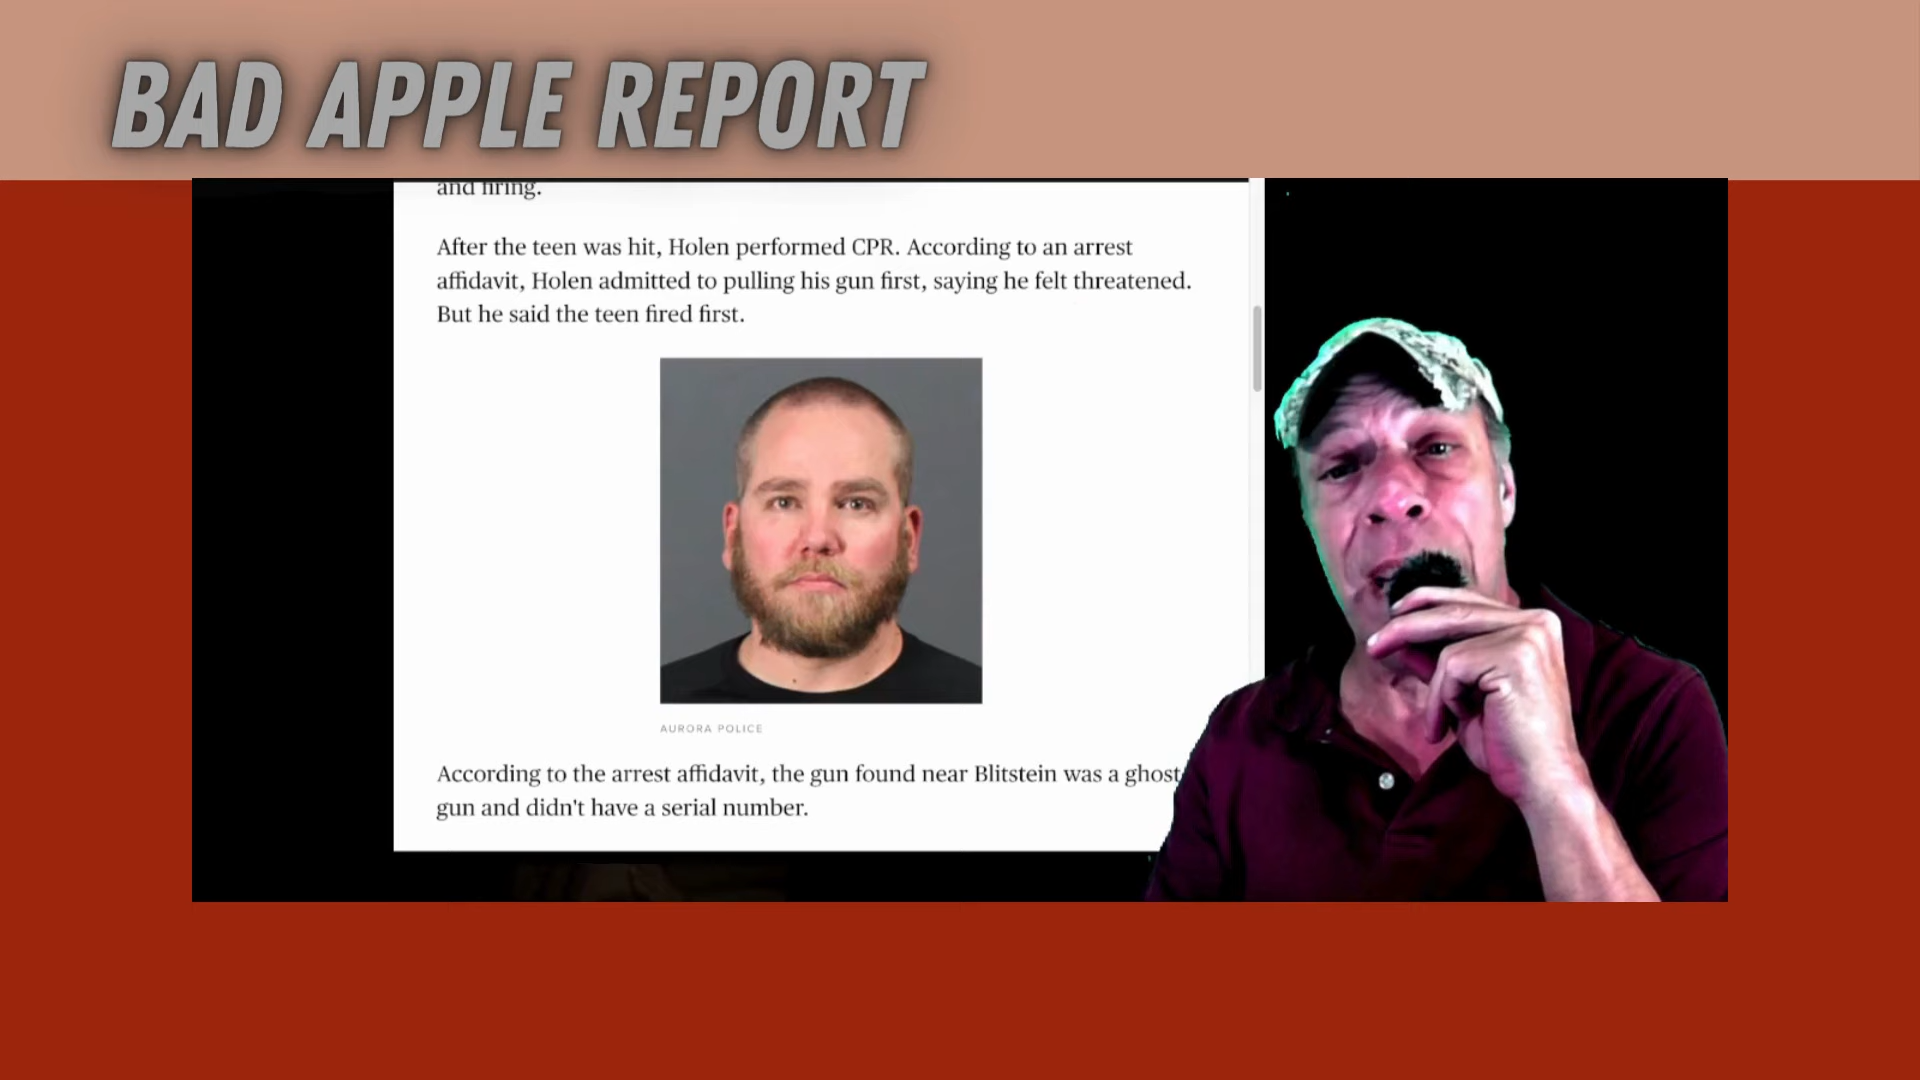 BAD APPLE REPORT
and firing.
After the teen was hit, Holen performed CPR. According to an arrest
affidavit, Holen admitted to pulling his gun first, saying he felt threatened.
But he said the teen fired first.
AURORA POLICE
According to the arrest affidavit, the gun found near Blitstein was a ghost
gun and didn't have a serial number.